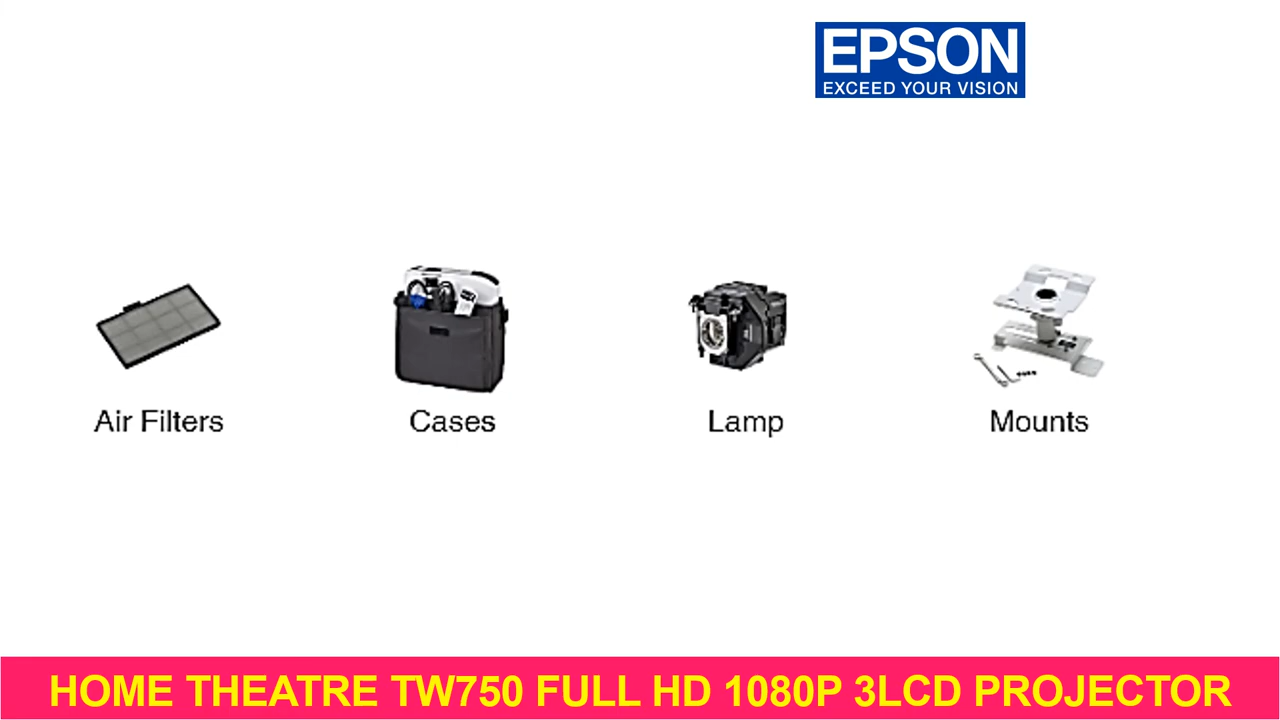 EPSON
EXCEED YOUR VISION
Air Filters
Cases
Lamp
Mounts
HOME THEATRE TW750 FULL HD 1080P 3LCD PROJECTOR